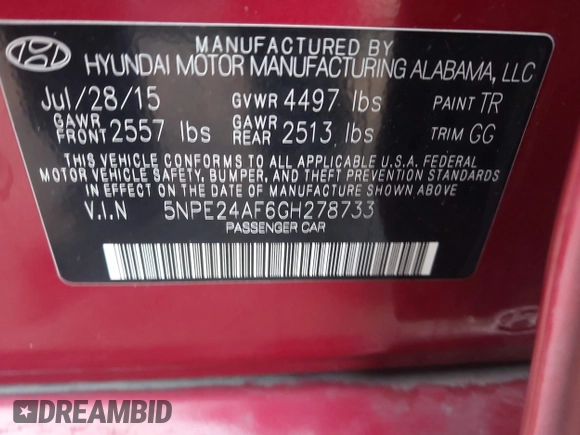 MANUFACTURED BY
HYUNDAI MOTOR MANUFACTURING ALABAMA, LLC
Jul/28/15 GVWR 4497 lbs PAINT TR
GAWR FRONT 2557 lbs GAWR REAR 2513 lbs TRIM GG
THIS VEHICLE CONFORMS TO ALL APPLICABLE U.S.A. FEDERAL
MOTOR VEHICLE SAFETY, BUMPER, AND THEFT PREVENTION STANDARDS
IN EFFECT ON THE DATE OF MANUFACTURE SHOWN ABOVE
V.I.N 5NPE24AF6GH278733
PASSENGER CAR
DREAMBID